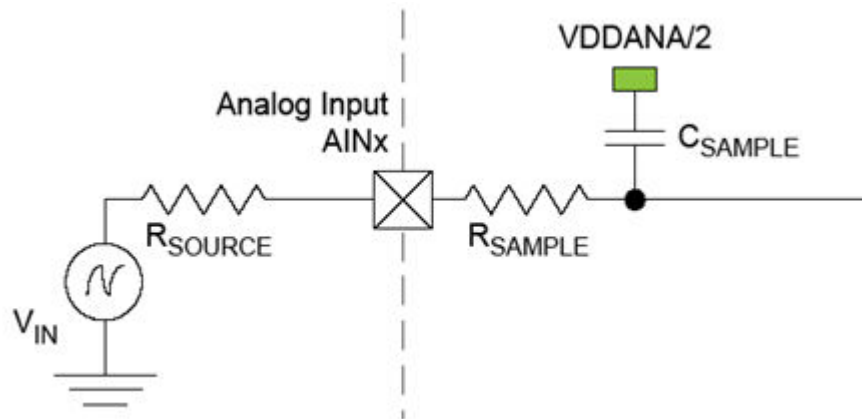 VDDANA/2
Analog Input
AINx
CSAMPLE
RSOURCE
RSAMPLE
VIN